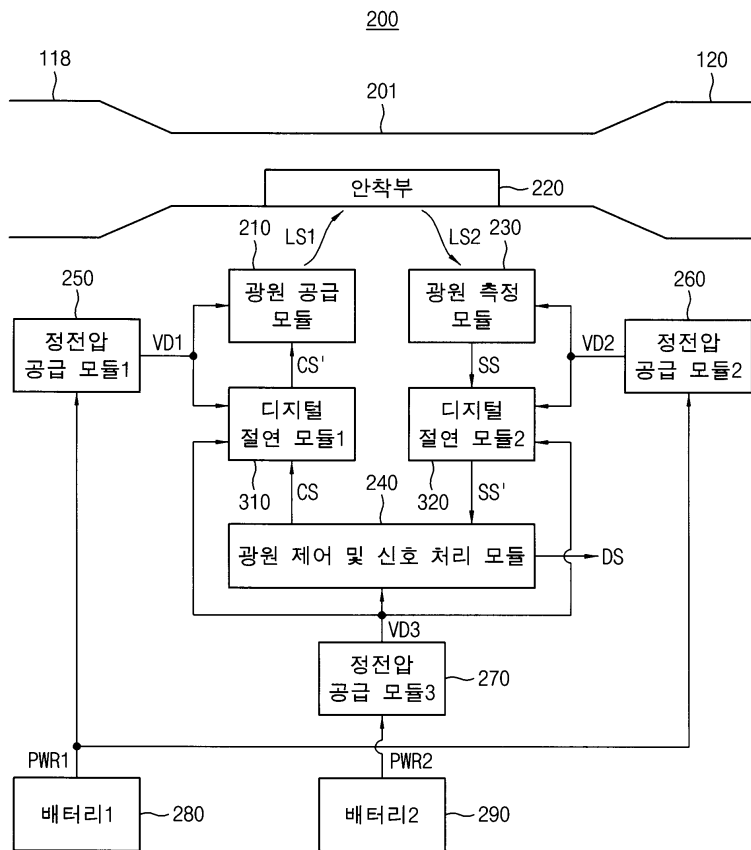 200
118
201
120
안착부
220
210
LS1
LS2
230
250
광원 공급
모듈
광원 측정
모듈
260
정전압
공급 모듈1
VD1
CS'
SS
VD2
정전압
공급 모듈2
디지털
절연 모듈1
디지털
절연 모듈2
310
CS
240
320
SS'
광원 제어 및 신호 처리 모듈
DS
VD3
정전압
공급 모듈3
270
PWR1
PWR2
배터리1
280
배터리2
290